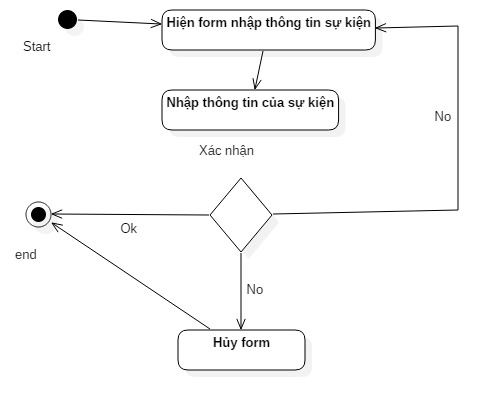 Hiện form nhập thông tin sự kiện
Start
Nhập thông tin của sự kiện
No
Xác nhận
Ok
end
No
Hủy form